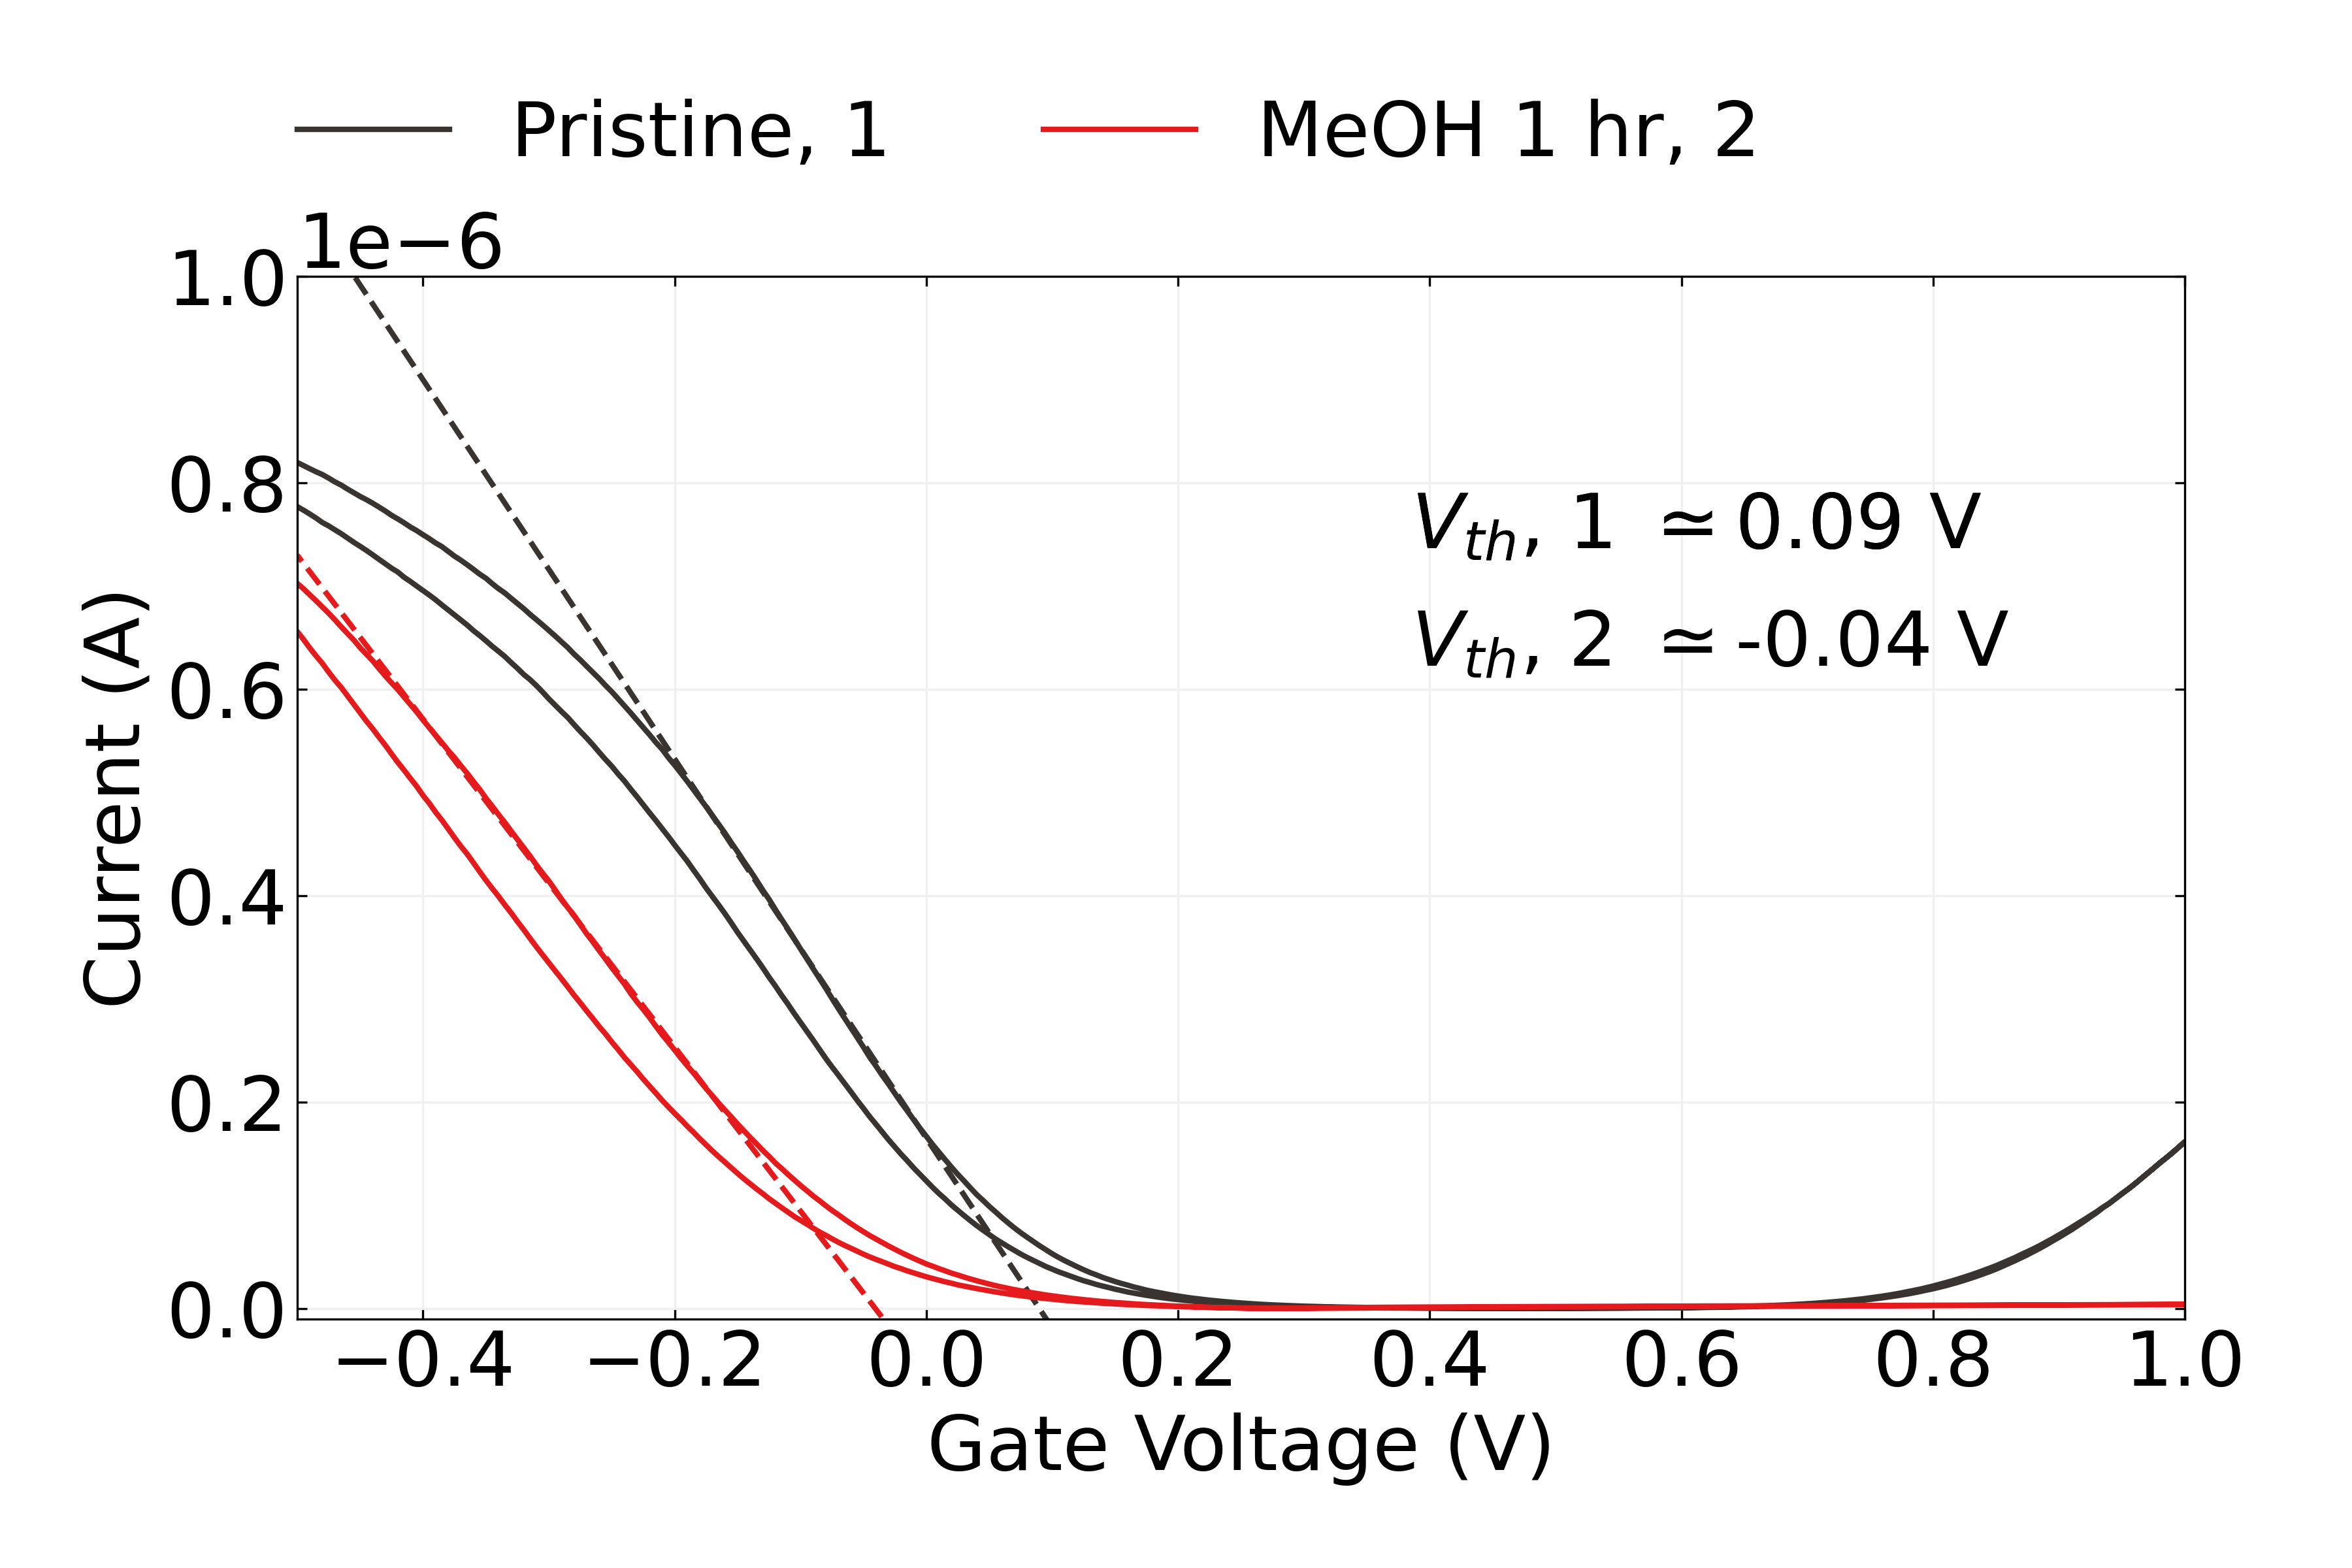 Pristine, 1
MeOH 1 hr, 2
1e−6
1.0
0.8
0.6
0.4
0.2
0.0
Current (A)
V_th, 1 ≃0.09 V
V_th, 2 ≃-0.04 V
−0.4 −0.2 0.0 0.2 0.4 0.6 0.8 1.0
Gate Voltage (V)